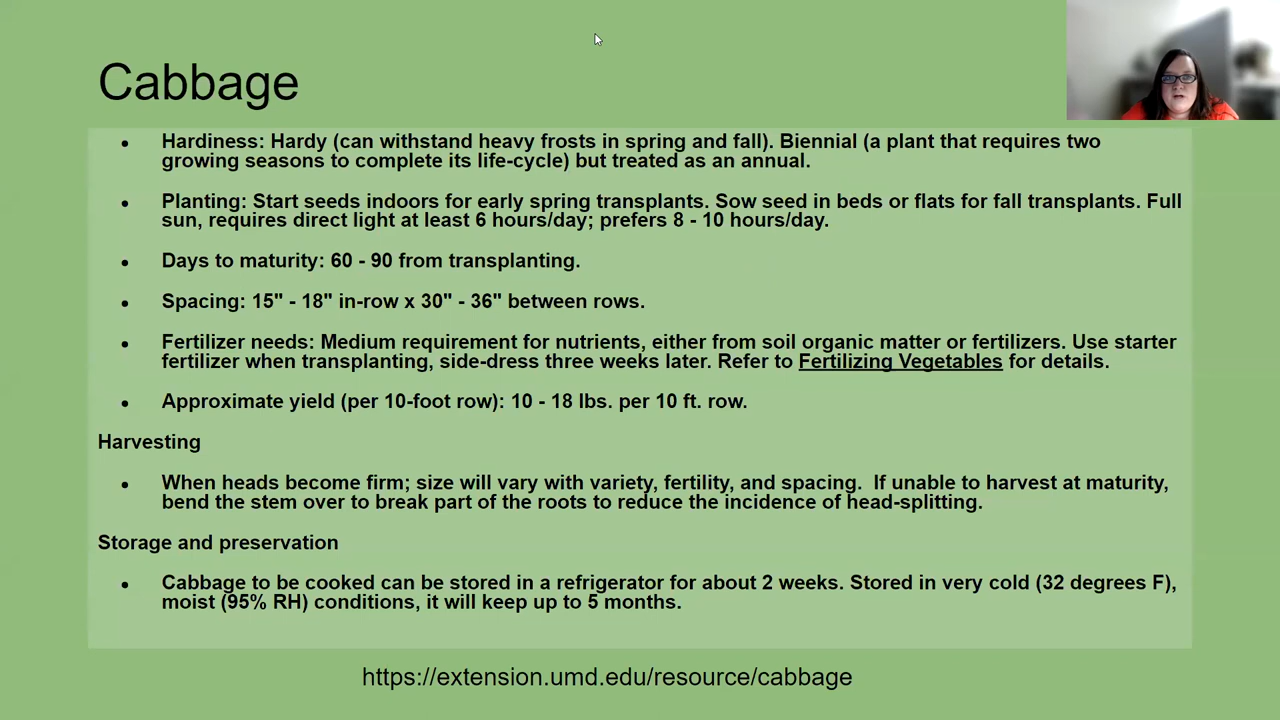 Cabbage
• Hardiness: Hardy (can withstand heavy frosts in spring and fall). Biennial (a plant that requires two
growing seasons to complete its life-cycle) but treated as an annual.
• Planting: Start seeds indoors for early spring transplants. Sow seed in beds or flats for fall transplants. Full
sun, requires direct light at least 6 hours/day; prefers 8 - 10 hours/day.
• Days to maturity: 60 - 90 from transplanting.
• Spacing: 15" - 18" in-row x 30" - 36" between rows.
• Fertilizer needs: Medium requirement for nutrients, either from soil organic matter or fertilizers. Use starter
fertilizer when transplanting, side-dress three weeks later. Refer to Fertilizing Vegetables for details.
• Approximate yield (per 10-foot row): 10 - 18 lbs. per 10 ft. row.
Harvesting
• When heads become firm; size will vary with variety, fertility, and spacing.  If unable to harvest at maturity,
bend the stem over to break part of the roots to reduce the incidence of head-splitting.
Storage and preservation
• Cabbage to be cooked can be stored in a refrigerator for about 2 weeks. Stored in very cold (32 degrees F),
moist (95% RH) conditions, it will keep up to 5 months.
https://extension.umd.edu/resource/cabbage